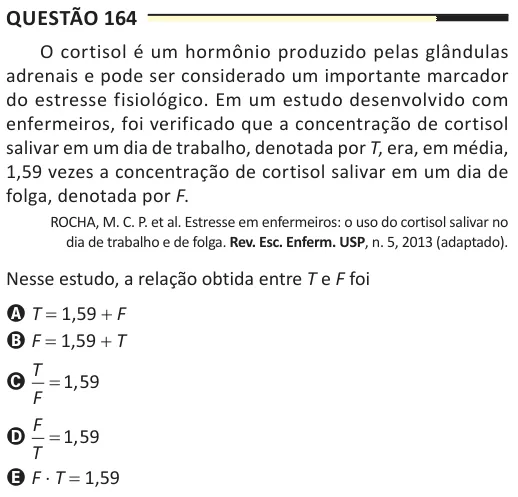 QUESTÃO 164
O cortisol é um hormônio produzido pelas glândulas
adrenais e pode ser considerado um importante marcador
do estresse fisiológico. Em um estudo desenvolvido com
enfermeiros, foi verificado que a concentração de cortisol
salivar em um dia de trabalho, denotada por T, era, em média,
1,59 vezes a concentração de cortisol salivar em um dia de
folga, denotada por F.
ROCHA, M. C. P. et al. Estresse em enfermeiros: o uso do cortisol salivar no
dia de trabalho e de folga. Rev. Esc. Enferm. USP, n. 5, 2013 (adaptado).
Nesse estudo, a relação obtida entre T e F foi
A T = 1,59 + F
B F = 1,59 + T
C T/F = 1,59
D F/T = 1,59
E F · T = 1,59